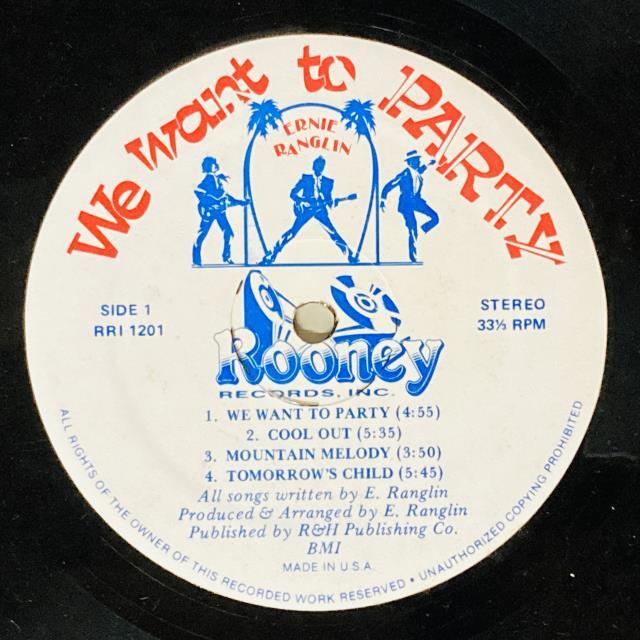 We want to PARTY
ERNIE
RANGLIN
SIDE 1
RRI 1201
STEREO
33⅓ RPM
Rooney
RECORDS, INC.
1. WE WANT TO PARTY (4:55)
2. COOL OUT (5:35)
3. MOUNTAIN MELODY (3:50)
4. TOMORROW'S CHILD (5:45)
All songs written by E. Ranglin
Produced & Arranged by E. Ranglin
Published by R&H Publishing Co.
BMI
MADE IN U.S.A.
ALL RIGHTS OF THE OWNER OF THIS RECORDED WORK RESERVED • UNAUTHORIZED COPYING PROHIBITED